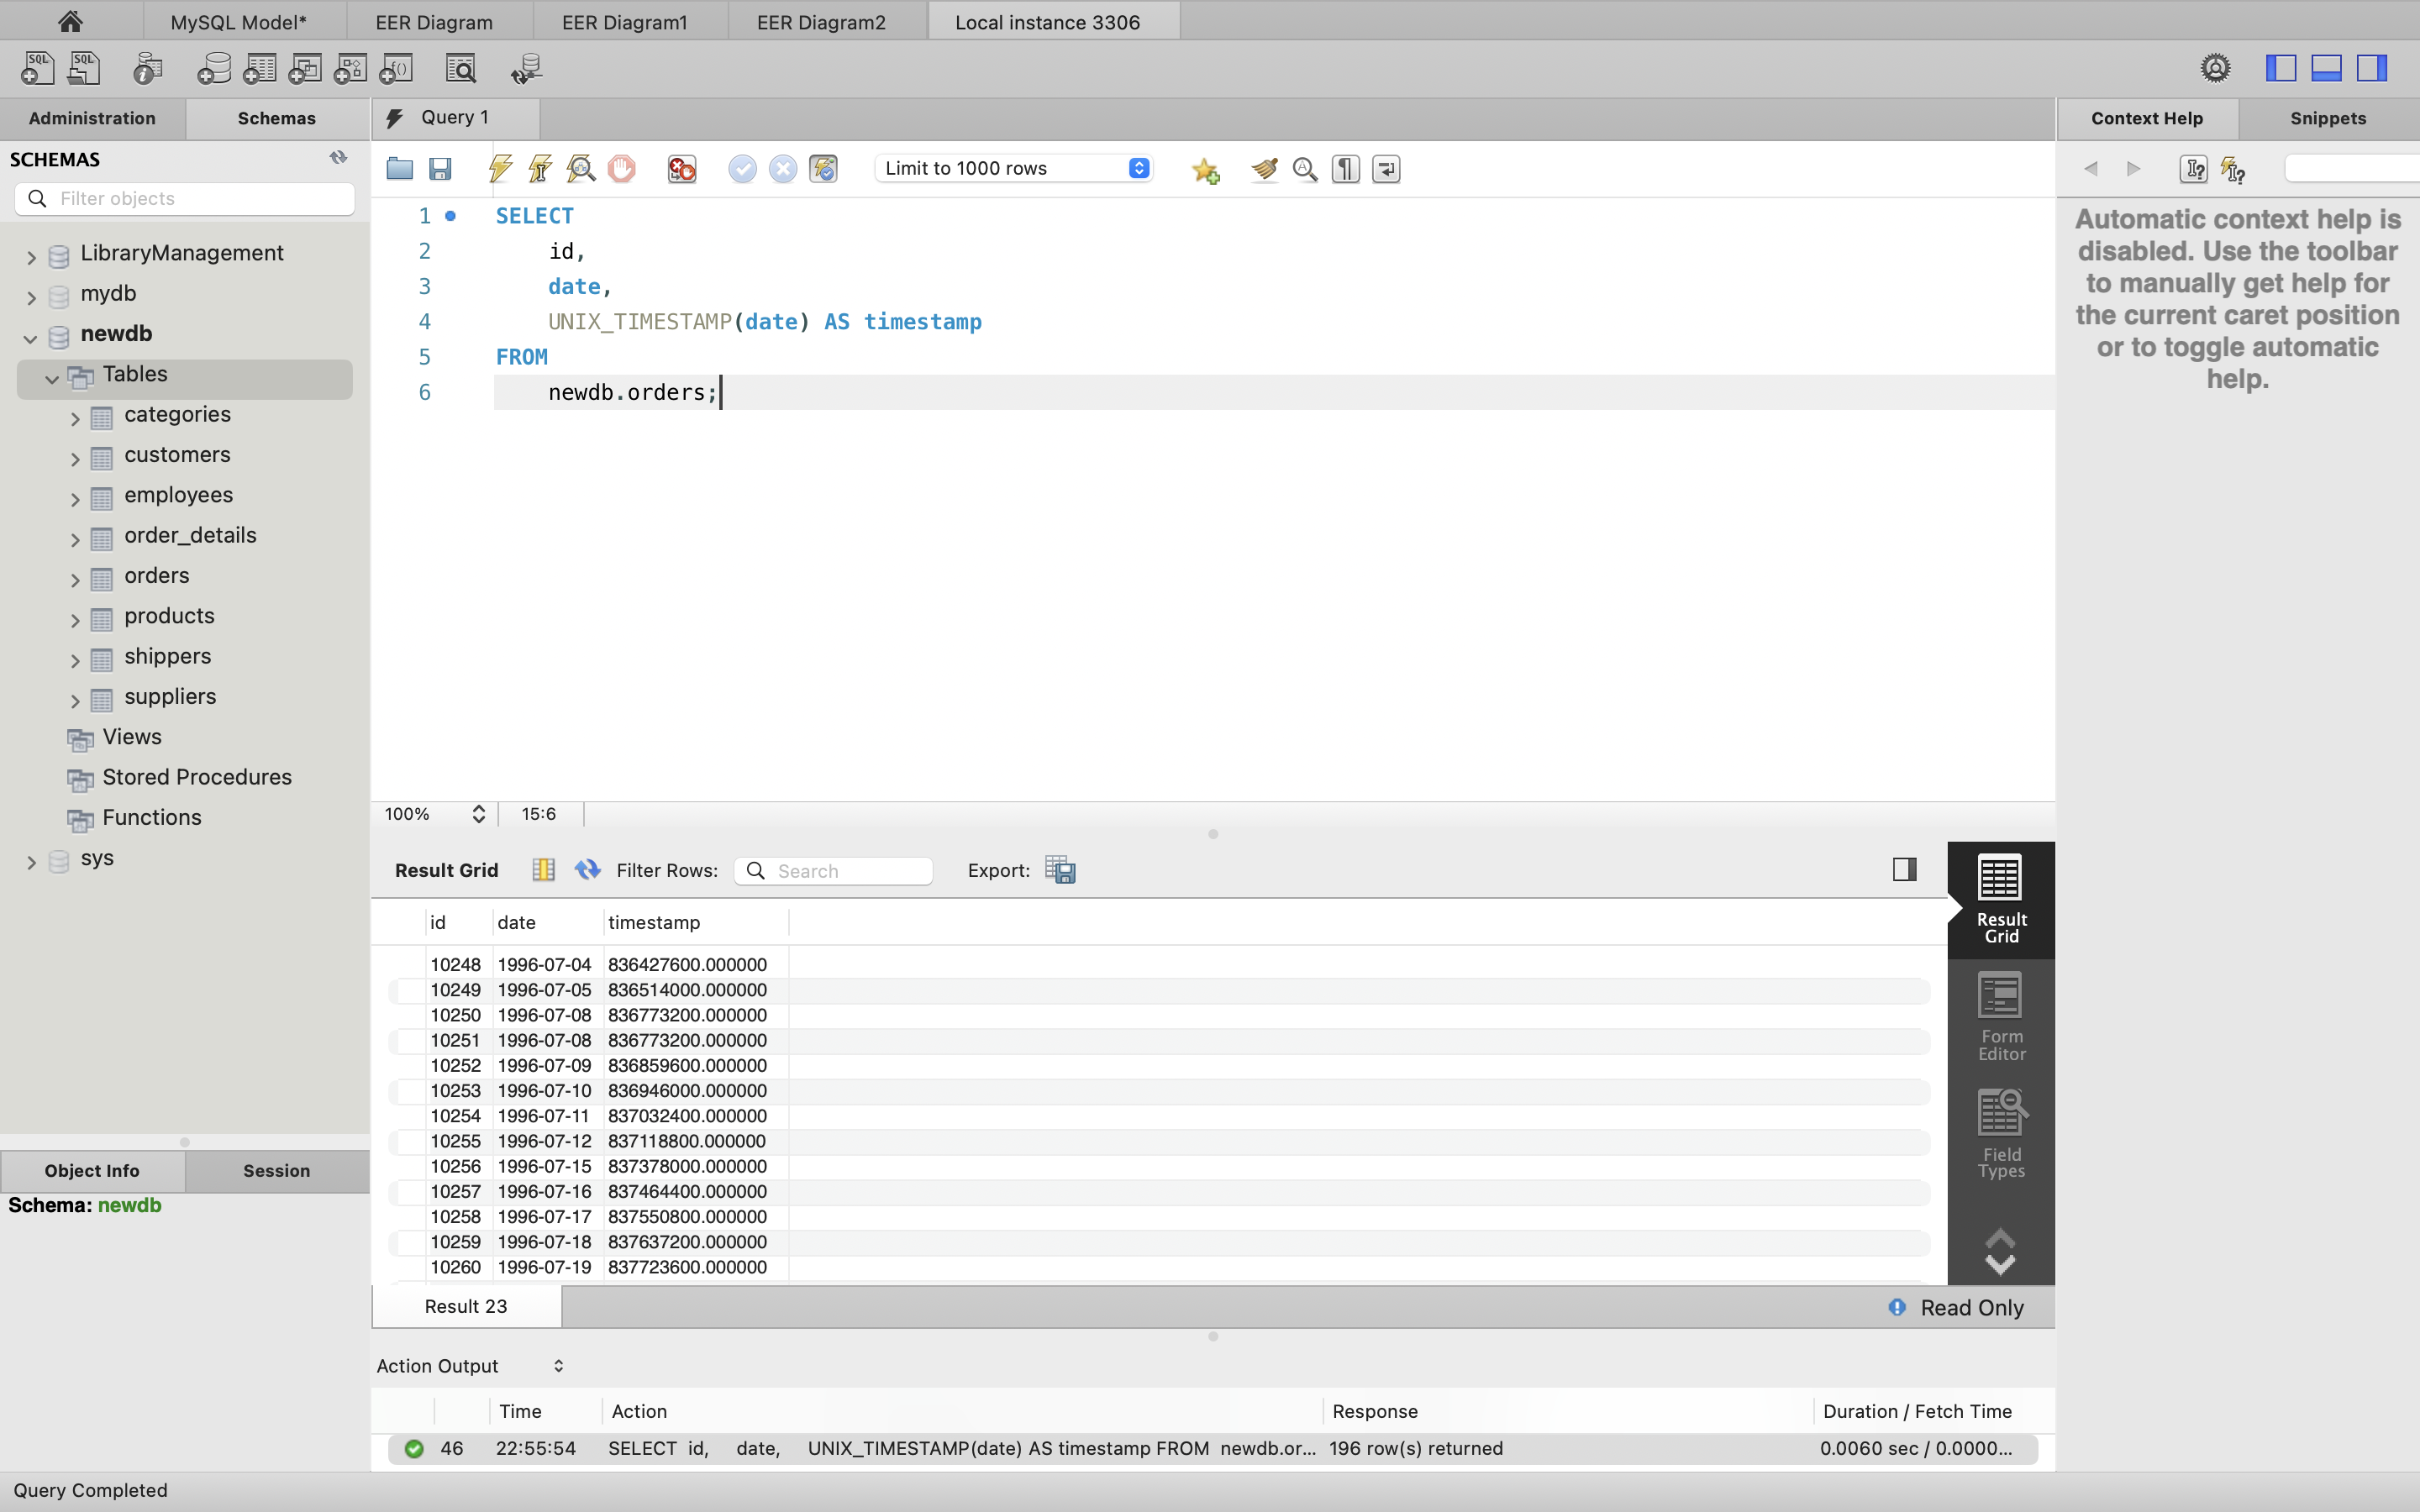 MySQL Model*
EER Diagram
EER Diagram1
EER Diagram2
Local instance 3306
SQL
SQL
Administration
Schemas
Query 1
Context Help
Snippets
SCHEMAS
Filter objects
Limit to 1000 rows
LibraryManagement
mydb
newdb
Tables
categories
customers
employees
order_details
orders
products
shippers
suppliers
Views
Stored Procedures
Functions
sys
1 SELECT
2 id,
3 date,
4 UNIX_TIMESTAMP(date) AS timestamp
5 FROM
6 newdb.orders;
Automatic context help is
disabled. Use the toolbar
to manually get help for
the current caret position
or to toggle automatic
help.
100%
15:6
Result Grid
Filter Rows:
Search
Export:
id date timestamp
10248 1996-07-04 836427600.000000
10249 1996-07-05 836514000.000000
10250 1996-07-08 836773200.000000
10251 1996-07-08 836773200.000000
10252 1996-07-09 836859600.000000
10253 1996-07-10 836946000.000000
10254 1996-07-11 837032400.000000
10255 1996-07-12 837118800.000000
10256 1996-07-15 837378000.000000
10257 1996-07-16 837464400.000000
10258 1996-07-17 837550800.000000
10259 1996-07-18 837637200.000000
10260 1996-07-19 837723600.000000
Result
Grid
Form
Editor
Field
Types
Object Info
Session
Schema: newdb
Result 23
Read Only
Action Output
Time Action Response Duration / Fetch Time
46 22:55:54 SELECT id, date, UNIX_TIMESTAMP(date) AS timestamp FROM newdb.or... 196 row(s) returned 0.0060 sec / 0.0000...
Query Completed